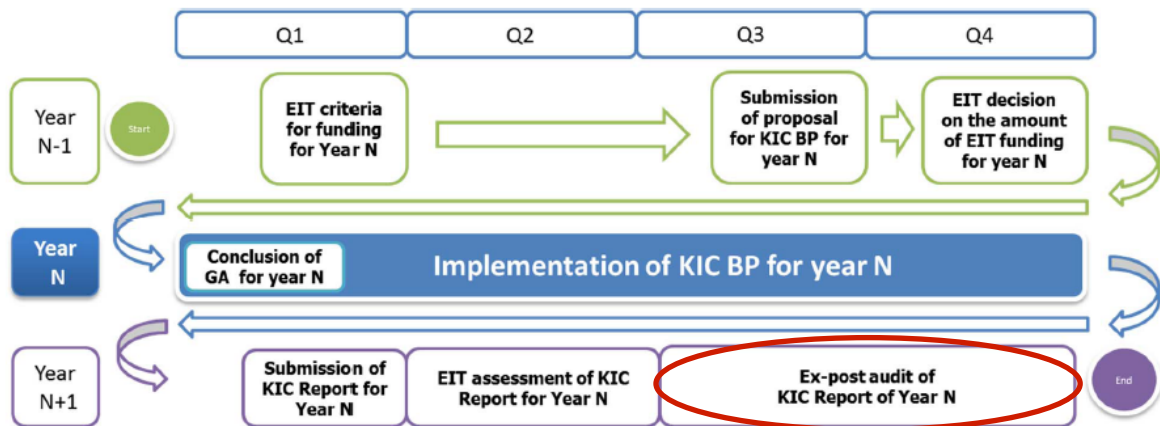 Q1
Q2
Q3
Q4
Year
N-1
Start
EIT criteria
for funding
for Year N
Submission
of proposal
for KIC BP for
year N
EIT decision
on the amount
of EIT funding
for year N
Year
N
Conclusion of
GA for year N
Implementation of KIC BP for year N
Year
N+1
Submission of
KIC Report for
Year N
EIT assessment of KIC
Report for Year N
Ex-post audit of
KIC Report of Year N
End